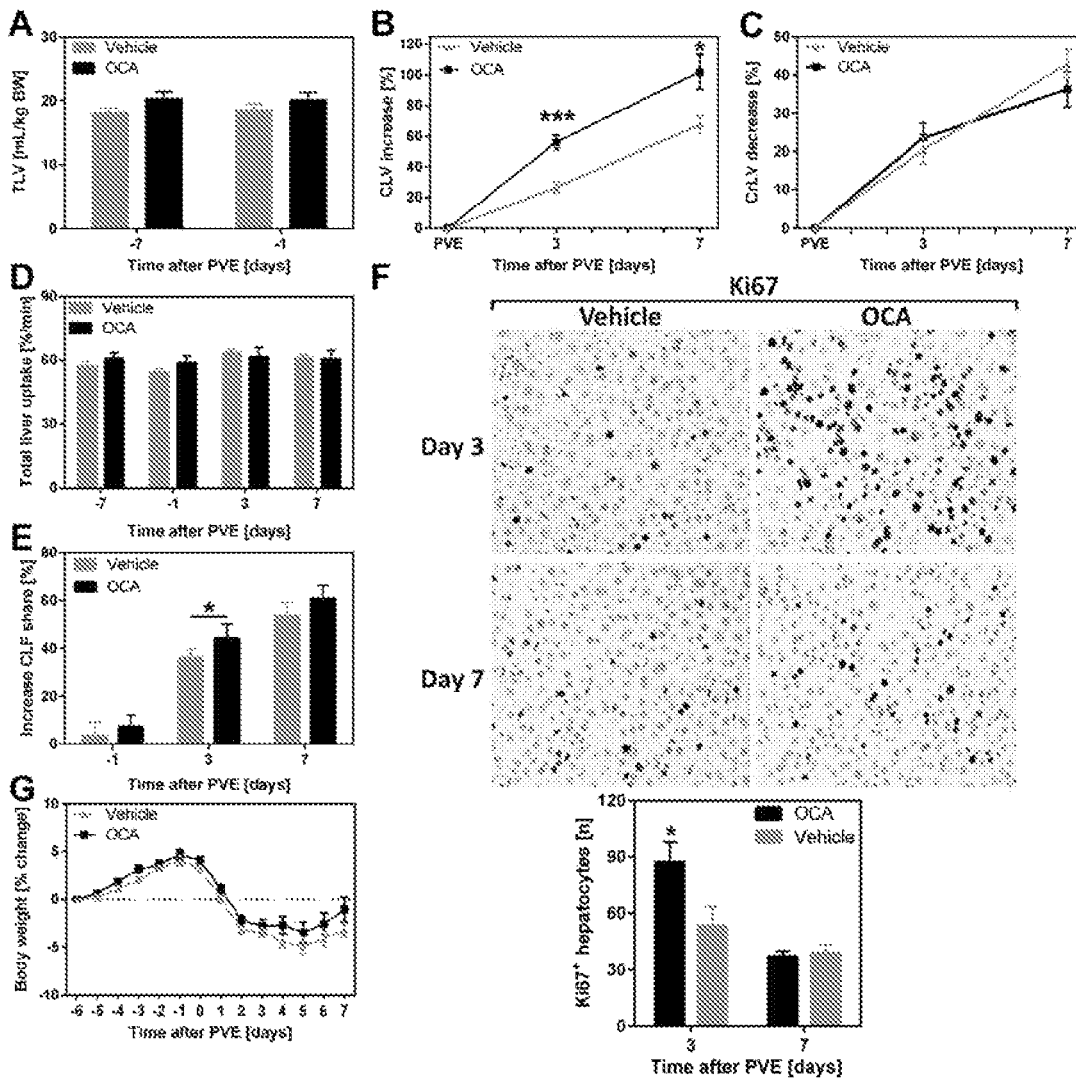 A
TLV [mL/kg BW]
30
20
10
0
Vehicle
OCA
-7
-1
Time after PVE [days]
B
CLV increase [%]
120
100
80
60
40
20
0
Vehicle
OCA
***
*
PVE
3
7
Time after PVE [days]
C
CrLV decrease [%]
50
40
30
20
10
0
Vehicle
OCA
PVE
3
7
Time after PVE [days]
D
Total liver uptake [%/min]
90
60
30
0
Vehicle
OCA
-7
-1
3
7
Time after PVE [days]
E
Increase CLF share [%]
80
60
40
20
0
Vehicle
OCA
*
-1
3
7
Time after PVE [days]
F
Ki67
Vehicle
OCA
Day 3
Day 7
Ki67+ hepatocytes [n]
120
90
60
30
0
OCA
Vehicle
*
3
7
Time after PVE [days]
G
Body weight [% change]
10
5
0
-5
-10
Vehicle
OCA
-6 -5 -4 -3 -2 -1 0 1 2 3 4 5 6 7
Time after PVE [days]